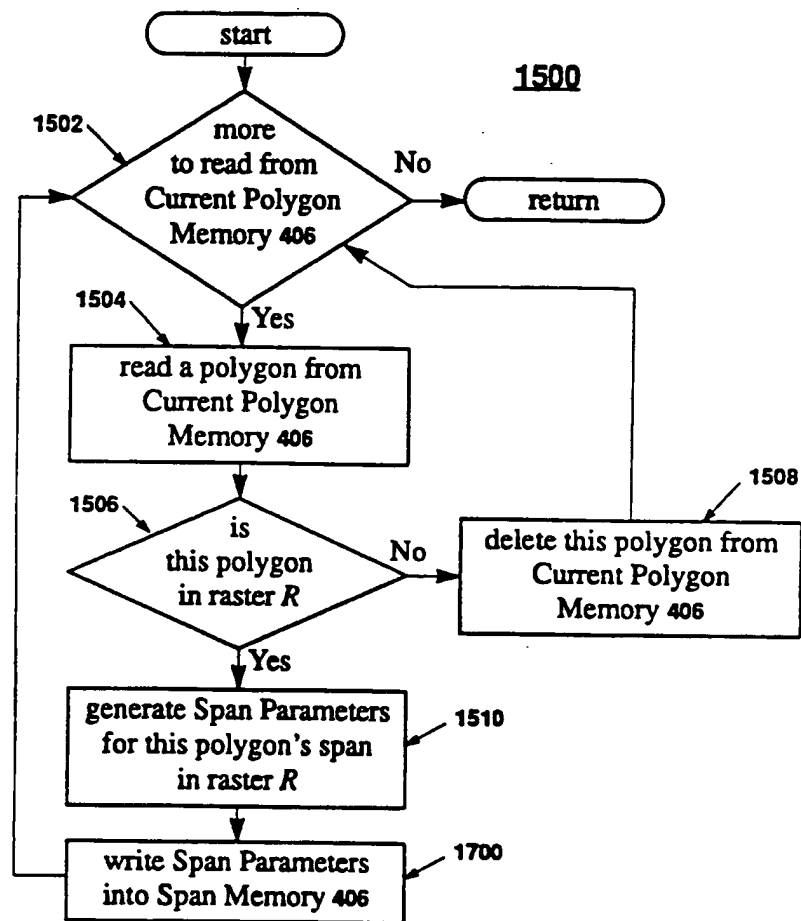 start
1500
1502
more
to read from
Current Polygon
Memory 406
No
return
Yes
1504
read a polygon from
Current Polygon
Memory 406
1506
is
this polygon
in raster R
No
1508
delete this polygon from
Current Polygon
Memory 406
Yes
generate Span Parameters
for this polygon's span
in raster R
1510
write Span Parameters
into Span Memory 406
1700